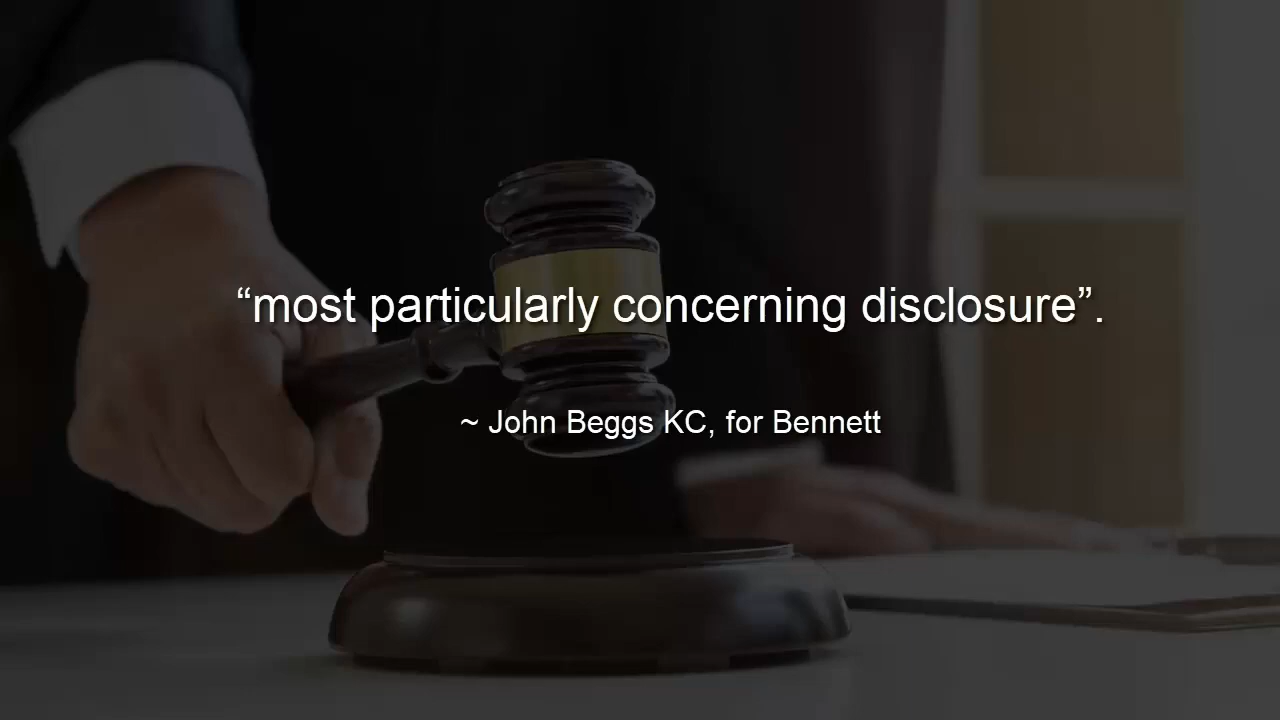 “most particularly concerning disclosure”.
~ John Beggs KC, for Bennett